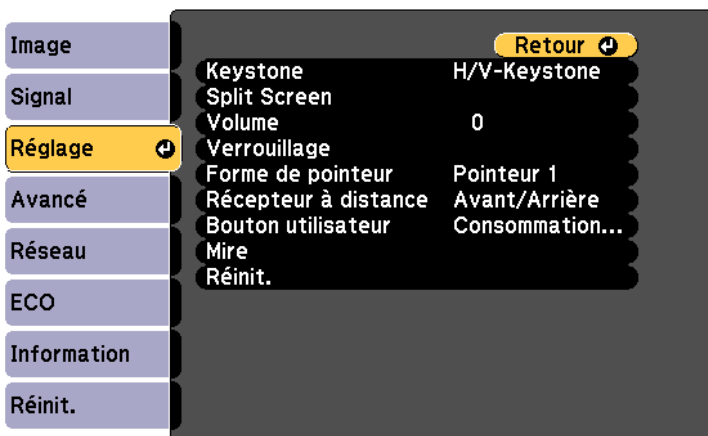 Image
Signal
Réglage
Avancé
Réseau
ECO
Information
Réinit.
Retour
Keystone H/V-Keystone
Split Screen
Volume 0
Verrouillage
Forme de pointeur Pointeur 1
Récepteur à distance Avant/Arrière
Bouton utilisateur Consommation...
Mire
Réinit.